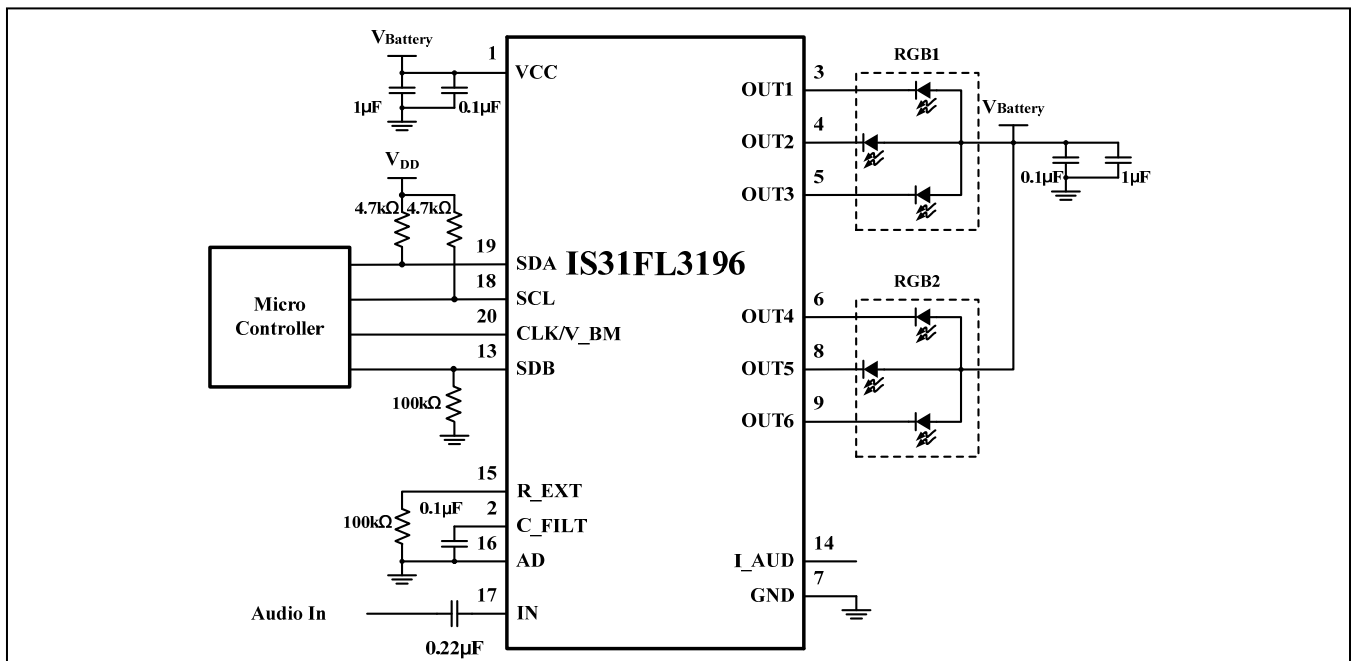 V_Battery
1
VCC
1µF
0.1µF
V_DD
4.7kΩ 4.7kΩ
Micro
Controller
19
SDA
18
SCL
20
CLK/V_BM
13
SDB
100kΩ
15
R_EXT
0.1µF
2
C_FILT
100kΩ
16
AD
17
IN
Audio In
0.22µF
IS31FL3196
RGB1
3
OUT1
4
OUT2
5
OUT3
V_Battery
0.1µF
1µF
RGB2
6
OUT4
8
OUT5
9
OUT6
14
I_AUD
7
GND